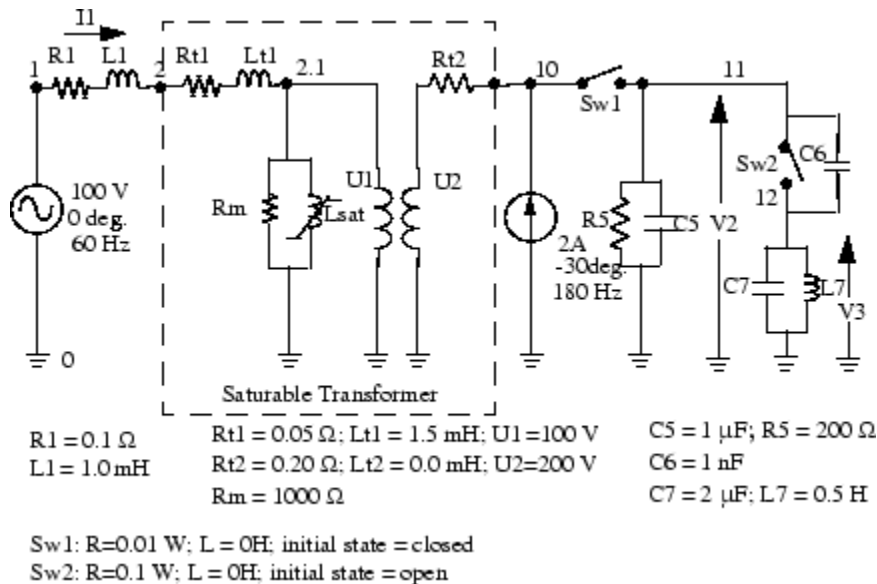 I1
R1 L1 Rt1 Lt1
1 2 2.1 Rt2 10 11
Sw1
Sw2 C6
12
U1 U2
100 V
0 deg.
60 Hz
Rm Lsat
R5 C5 V2
2A
-30deg.
180 Hz
C7 L7 V3
0
Saturable Transformer
R1 = 0.1 Ω
L1 = 1.0 mH
Rt1 = 0.05 Ω; Lt1 = 1.5 mH; U1=100 V
Rt2 = 0.20 Ω; Lt2 = 0.0 mH; U2=200 V
Rm = 1000 Ω
C5 = 1 μF; R5 = 200 Ω
C6 = 1 nF
C7 = 2 μF; L7 = 0.5 H
Sw1: R=0.01 W; L = 0H; initial state = closed
Sw2: R=0.1 W; L = 0H; initial state = open